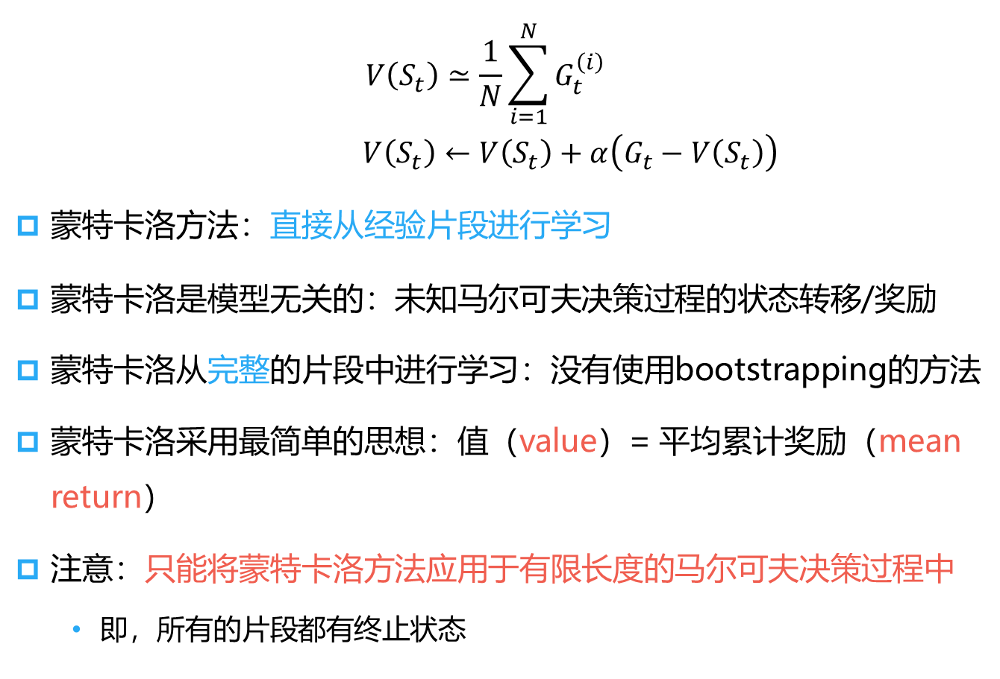 V(S_t) ≃ \frac{1}{N} \sum_{i=1}^{N} G_t^{(i)}
V(S_t) ← V(S_t) + α(G_t − V(S_t))
蒙特卡洛方法：直接从经验片段进行学习
蒙特卡洛是模型无关的：未知马尔可夫决策过程的状态转移/奖励
蒙特卡洛从完整的片段中进行学习：没有使用bootstrapping的方法
蒙特卡洛采用最简单的思想：值（value）= 平均累计奖励（mean
return）
注意：只能将蒙特卡洛方法应用于有限长度的马尔可夫决策过程中
• 即，所有的片段都有终止状态